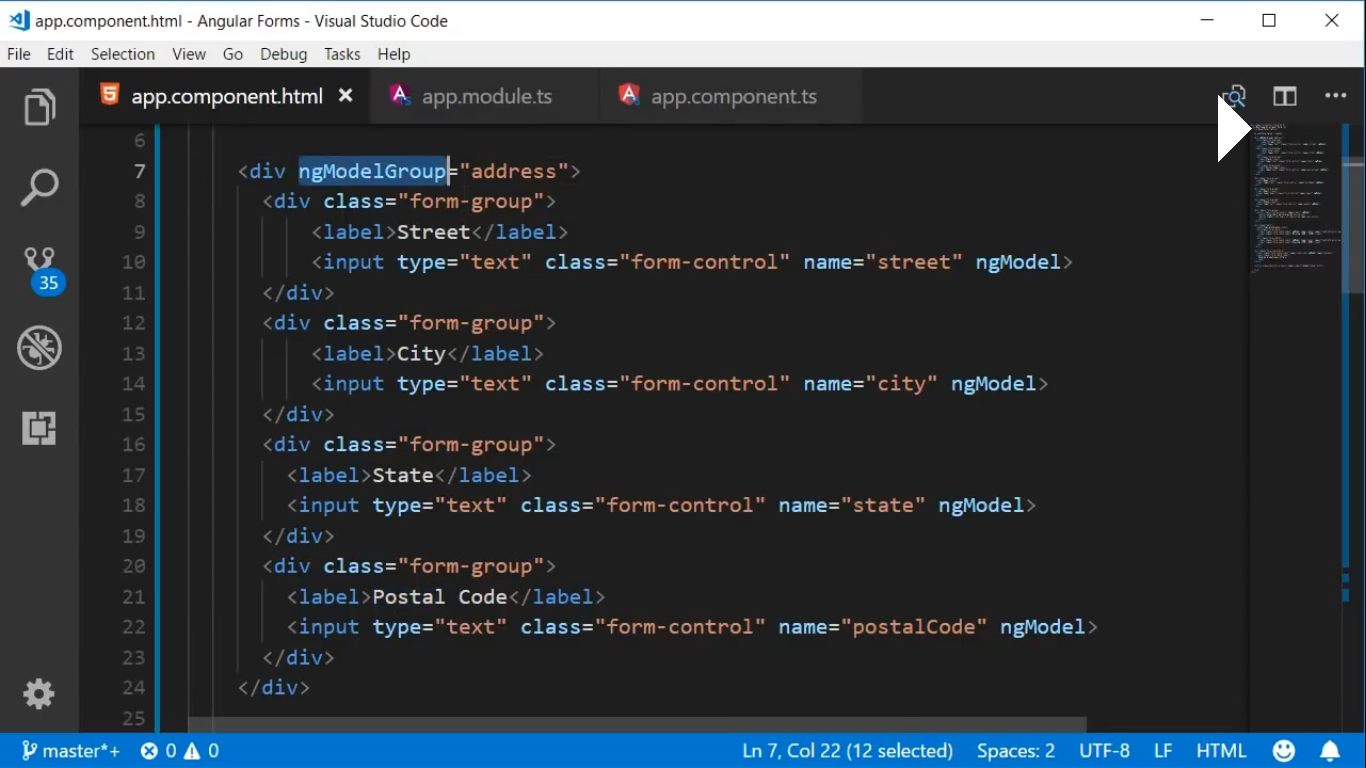 app.component.html - Angular Forms - Visual Studio Code
File Edit Selection View Go Debug Tasks Help
app.component.html app.module.ts app.component.ts
6
7 <div ngModelGroup="address">
8 <div class="form-group">
9 <label>Street</label>
10 <input type="text" class="form-control" name="street" ngModel>
11 </div>
12 <div class="form-group">
13 <label>City</label>
14 <input type="text" class="form-control" name="city" ngModel>
15 </div>
16 <div class="form-group">
17 <label>State</label>
18 <input type="text" class="form-control" name="state" ngModel>
19 </div>
20 <div class="form-group">
21 <label>Postal Code</label>
22 <input type="text" class="form-control" name="postalCode" ngModel>
23 </div>
24 </div>
25
35
master*+ 0 0 Ln 7, Col 22 (12 selected) Spaces: 2 UTF-8 LF HTML